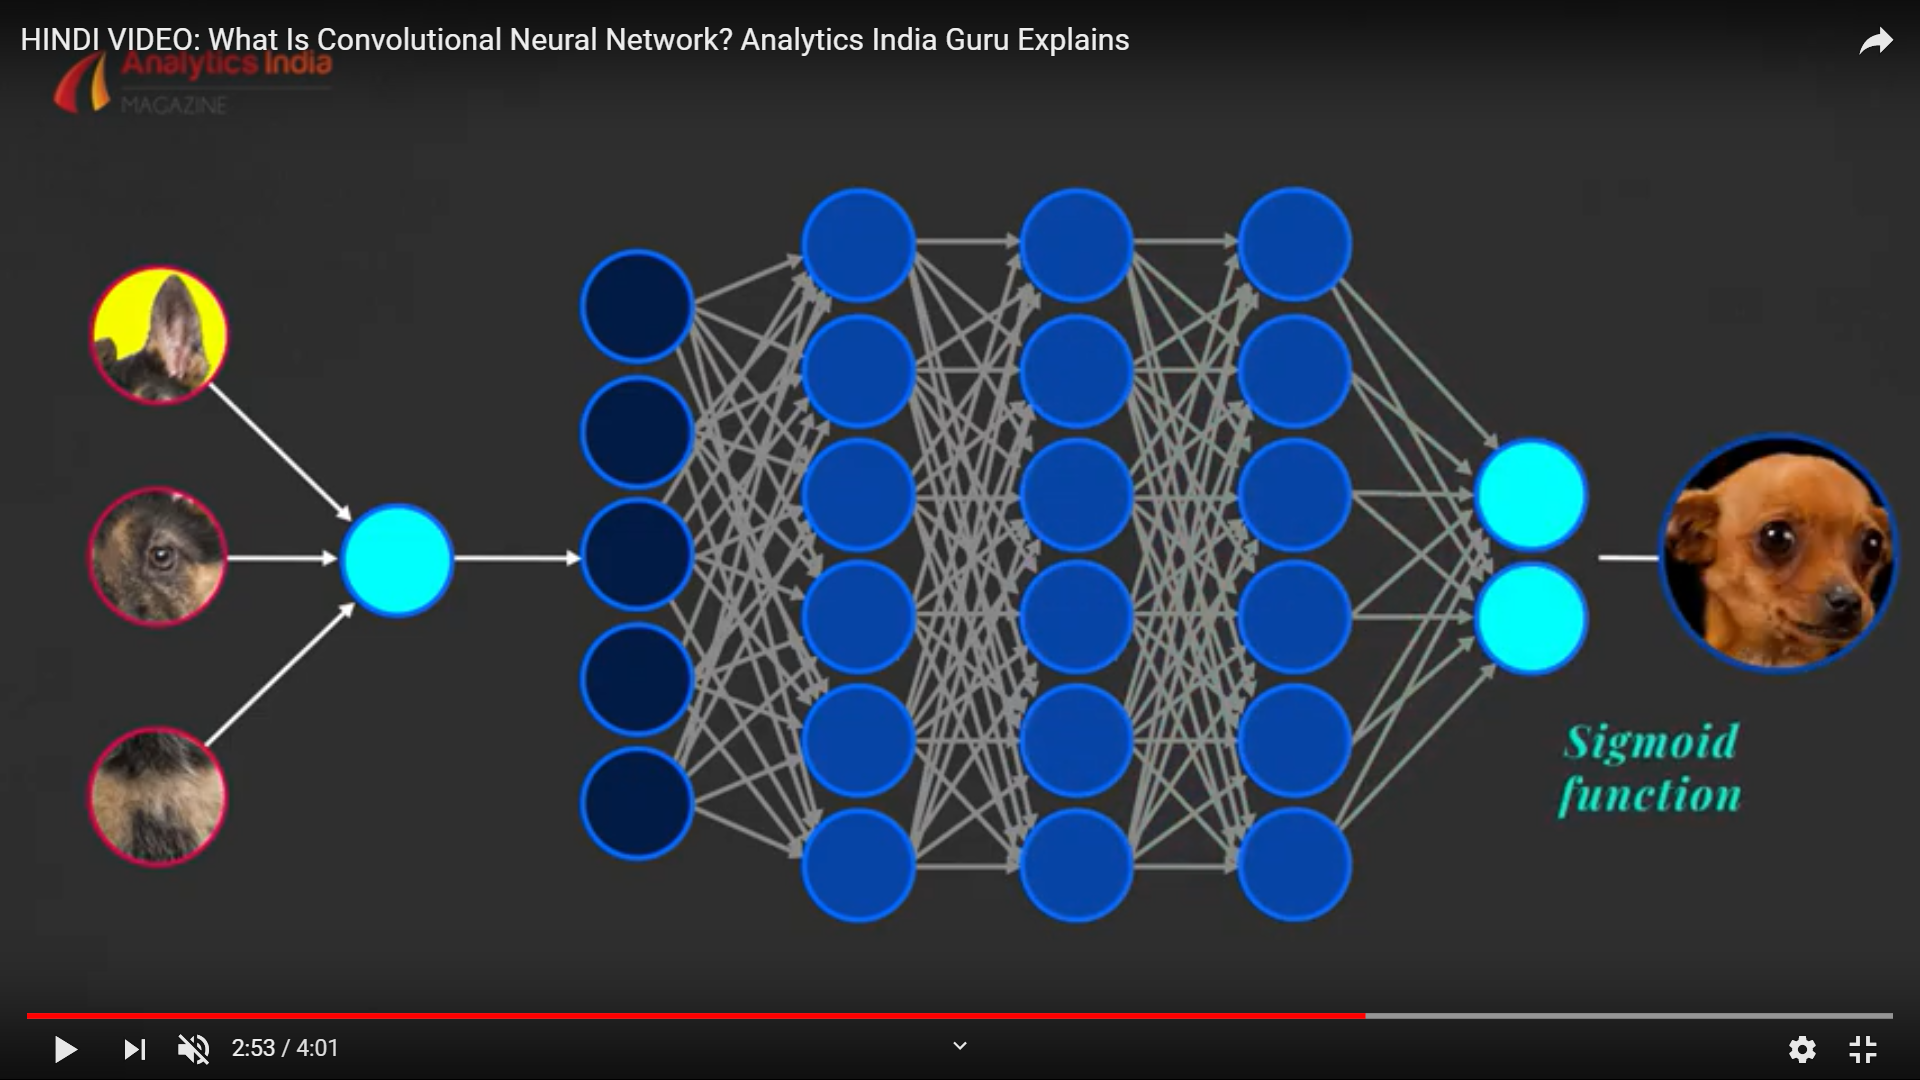 HINDI VIDEO: What Is Convolutional Neural Network? Analytics India Guru Explains
Analytics India
MAGAZINE
Sigmoid
function
2:53 / 4:01